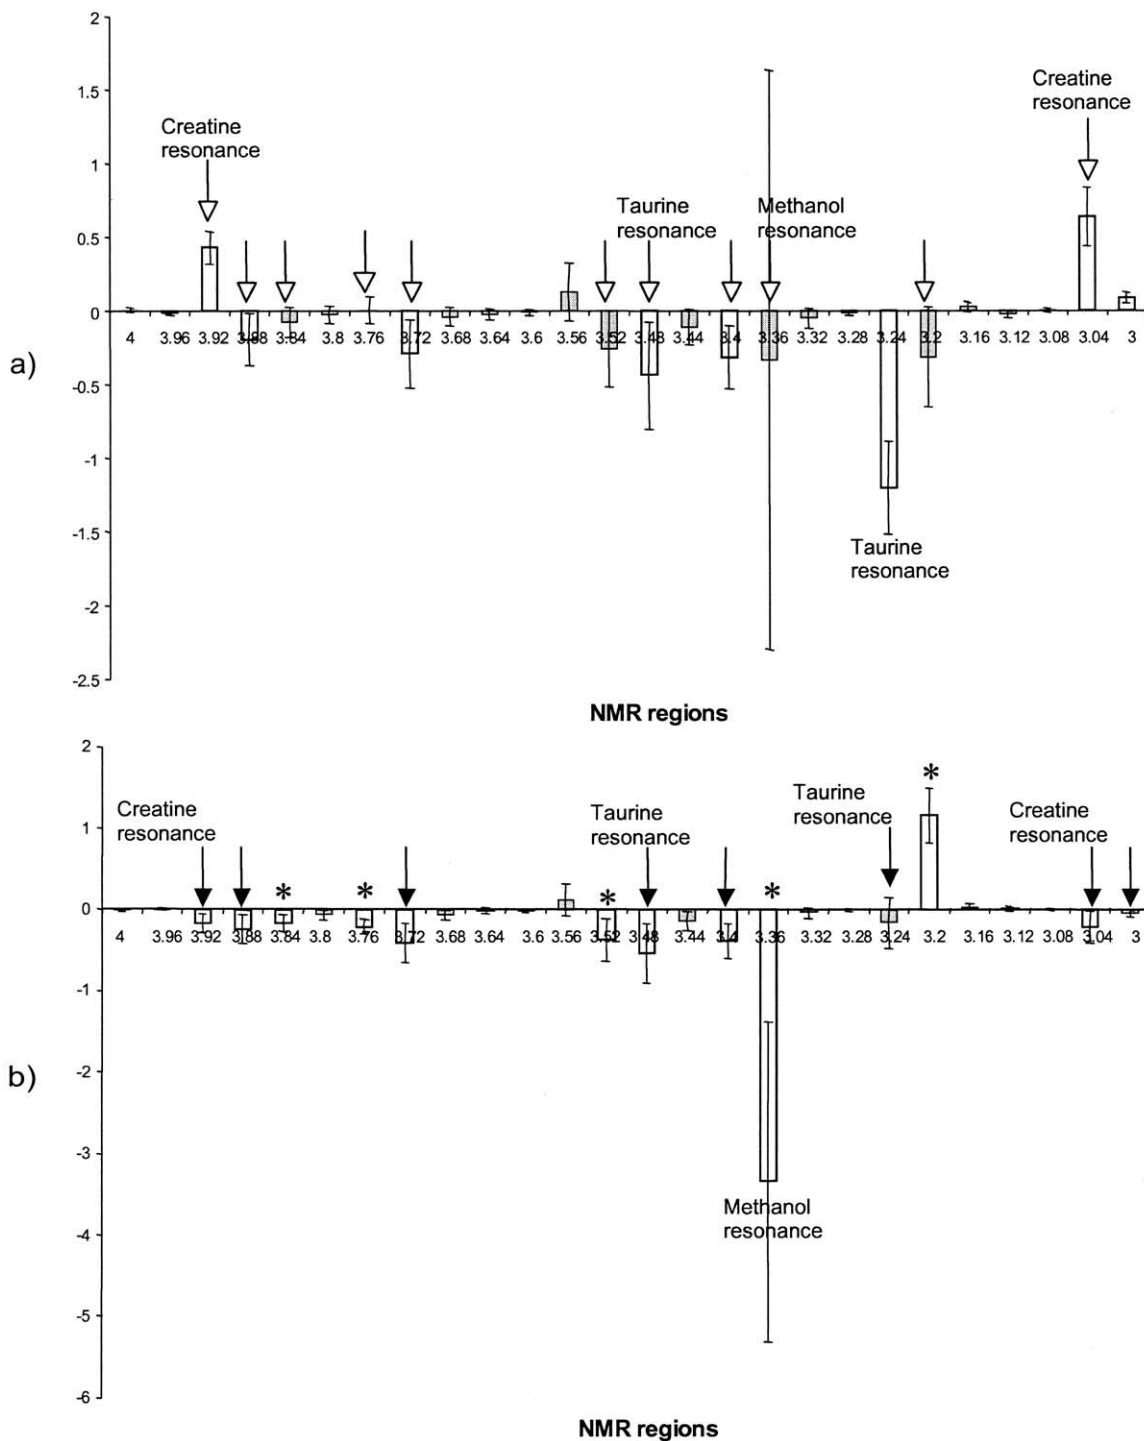 2
1.5
1
0.5
0
-0.5
-1
-1.5
-2
-2.5
a)
Creatine
resonance
Taurine
resonance
Methanol
resonance
Creatine
resonance
4 3.96 3.92 3.88 3.84 3.8 3.76 3.72 3.68 3.64 3.6 3.56 3.52 3.48 3.44 3.4 3.36 3.32 3.28 3.24 3.2 3.16 3.12 3.08 3.04 3
Taurine
resonance
NMR regions
2
1
0
-1
-2
-3
-4
-5
-6
b)
Creatine
resonance
*
*
Taurine
resonance
*
*
Taurine
resonance
*
Creatine
resonance
4 3.96 3.92 3.88 3.84 3.8 3.76 3.72 3.68 3.64 3.6 3.56 3.52 3.48 3.44 3.4 3.36 3.32 3.28 3.24 3.2 3.16 3.12 3.08 3.04 3
Methanol
resonance
NMR regions